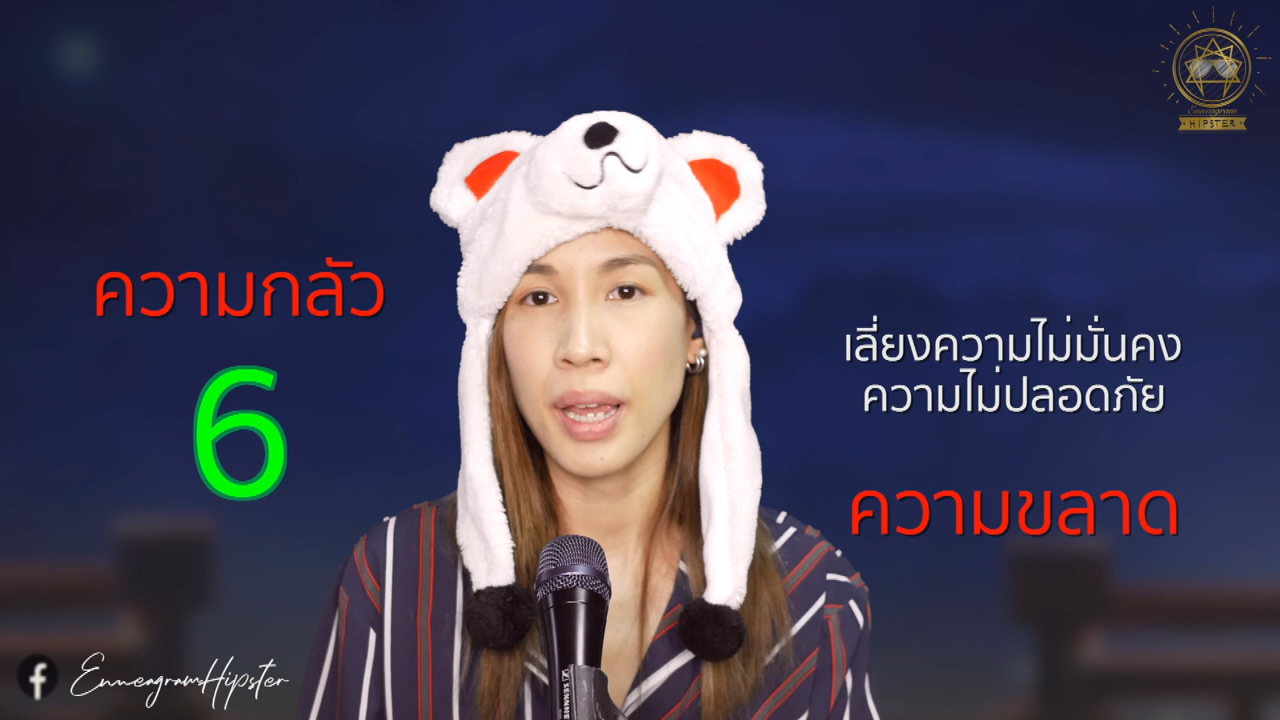 Enneagram
HIPSTER
ความกลัว
6
เลี่ยงความไม่มั่นคง
ความไม่ปลอดภัย
ความขลาด
f EnneagramHipster
SENNHE